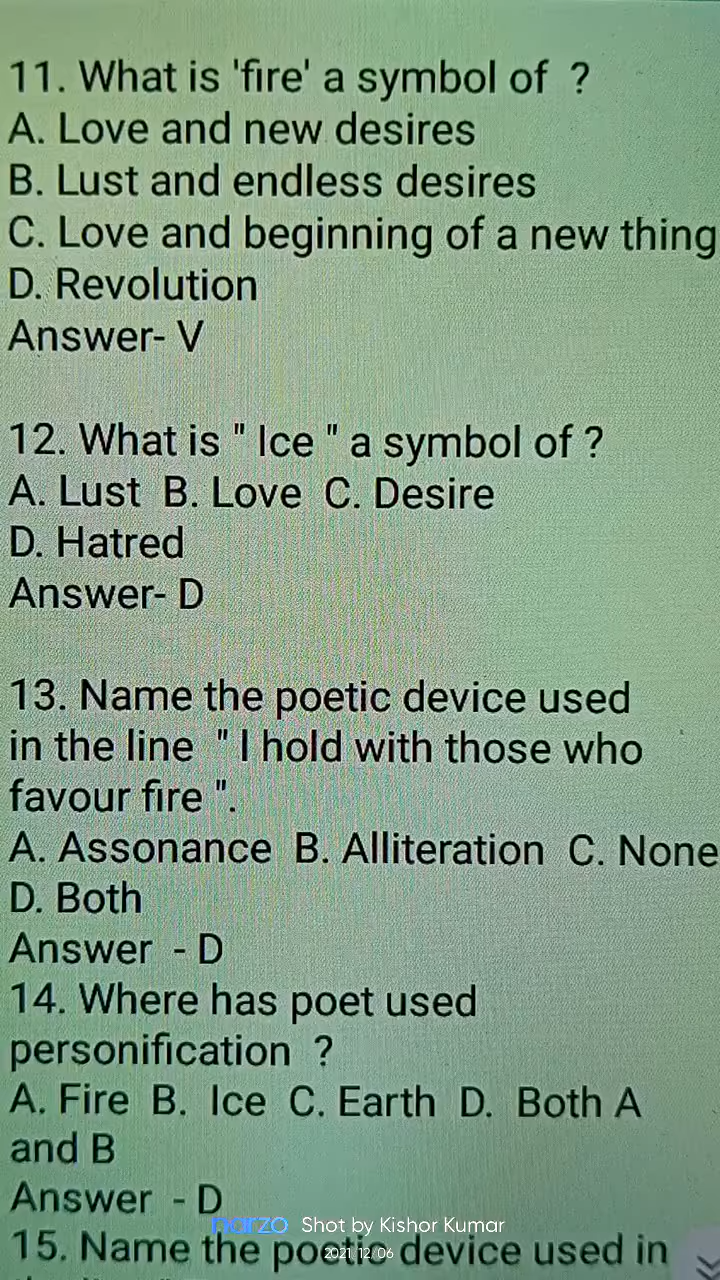 11. What is 'fire' a symbol of ?
A. Love and new desires
B. Lust and endless desires
C. Love and beginning of a new thing
D. Revolution
Answer- V
12. What is " Ice " a symbol of ?
A. Lust B. Love C. Desire
D. Hatred
Answer- D
13. Name the poetic device used
in the line " I hold with those who
favour fire ".
A. Assonance B. Alliteration C. None
D. Both
Answer - D
14. Where has poet used
personification ?
A. Fire B. Ice C. Earth D. Both A
and B
Answer - D
narzo Shot by Kishor Kumar
2021.12.06
15. Name the poetic device used in